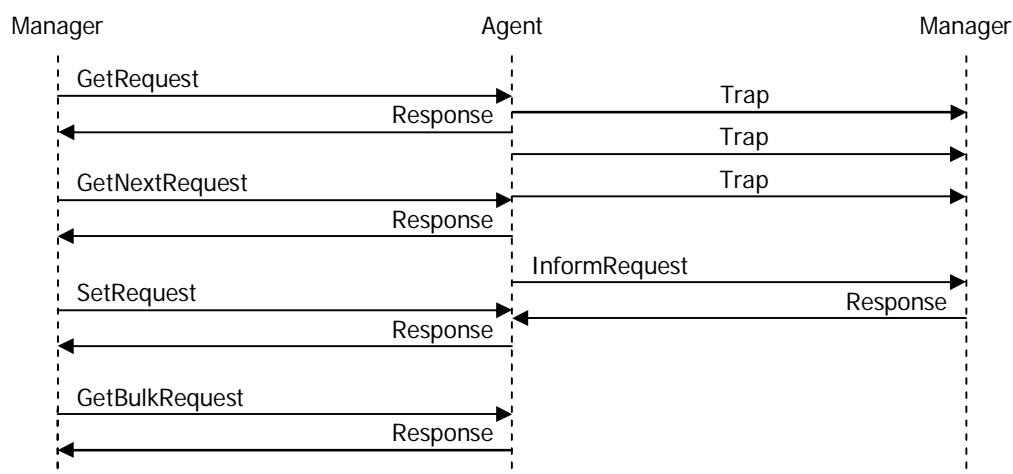 Manager Agent Manager
GetRequest
Trap
Response
Trap
GetNextRequest
Trap
Response
InformRequest
SetRequest
Response
Response
GetBulkRequest
Response